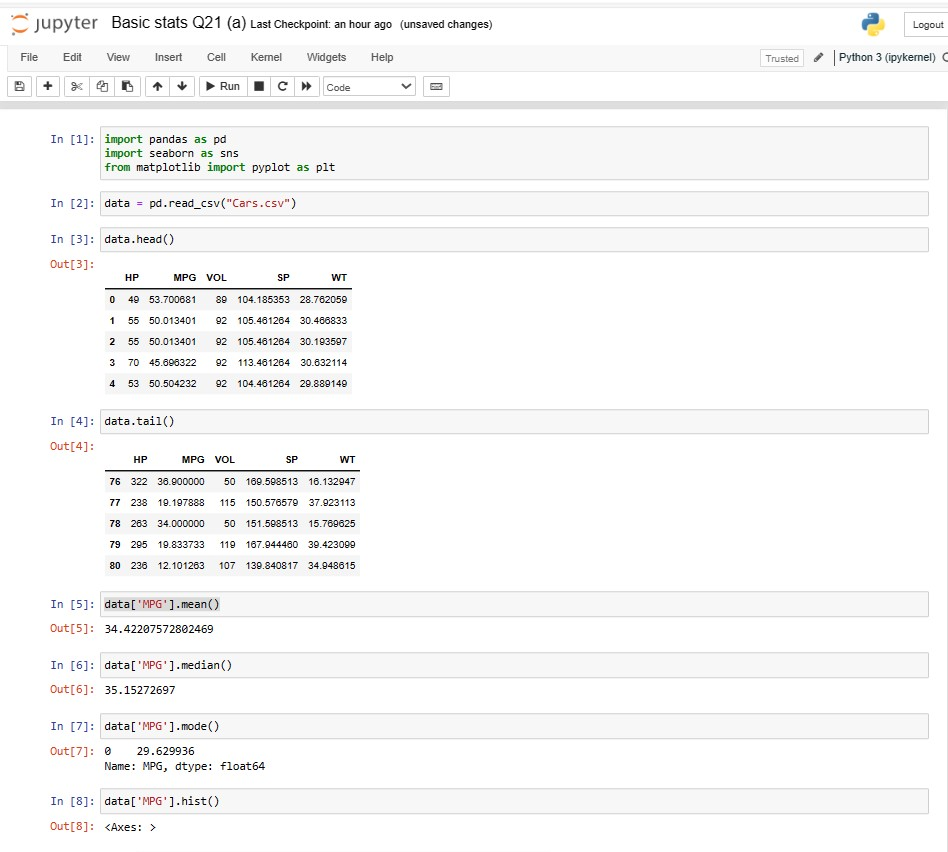 jupyter Basic stats Q21 (a) Last Checkpoint: an hour ago (unsaved changes) Logout
File Edit View Insert Cell Kernel Widgets Help Trusted Python 3 (ipykernel)
Run Code
In [1]: import pandas as pd
import seaborn as sns
from matplotlib import pyplot as plt
In [2]: data = pd.read_csv("Cars.csv")
In [3]: data.head()
Out[3]:
HP MPG VOL SP WT
0 49 53.700681 89 104.185353 28.762059
1 55 50.013401 92 105.461264 30.466833
2 55 50.013401 92 105.461264 30.193597
3 70 45.696322 92 113.461264 30.632114
4 53 50.504232 92 104.461264 29.889149
In [4]: data.tail()
Out[4]:
HP MPG VOL SP WT
76 322 36.900000 50 169.598513 16.132947
77 238 19.197888 115 150.576579 37.923113
78 263 34.000000 50 151.598513 15.769625
79 295 19.833733 119 167.944460 39.423099
80 236 12.101263 107 139.840817 34.948615
In [5]: data['MPG'].mean()
Out[5]: 34.42207572802469
In [6]: data['MPG'].median()
Out[6]: 35.15272697
In [7]: data['MPG'].mode()
Out[7]: 0 29.629936
Name: MPG, dtype: float64
In [8]: data['MPG'].hist()
Out[8]: <Axes: >